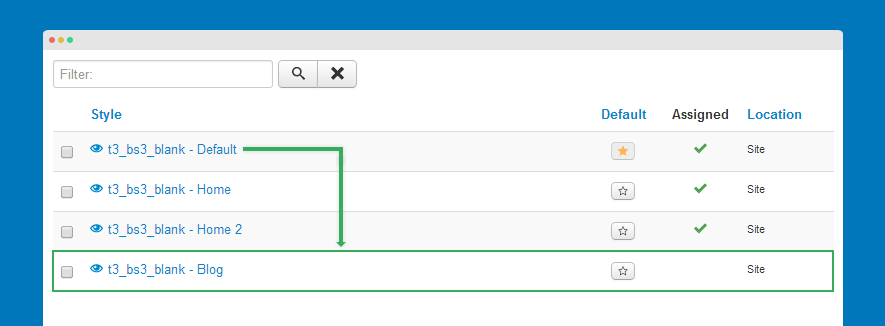 Filter:
Style Default Assigned Location
t3_bs3_blank - Default Site
t3_bs3_blank - Home Site
t3_bs3_blank - Home 2 Site
t3_bs3_blank - Blog Site